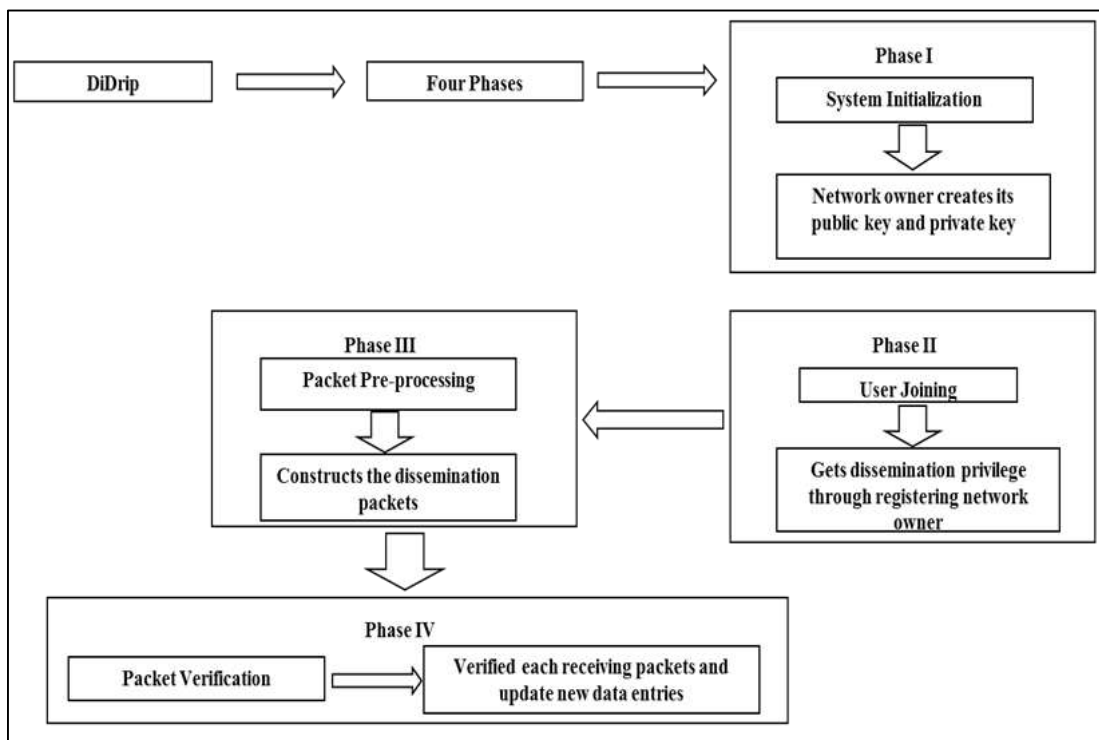 DiDrip
Four Phases
Phase I
System Initialization
Network owner creates its
public key and private key
Phase II
User Joining
Gets dissemination privilege
through registering network
owner
Phase III
Packet Pre-processing
Constructs the dissemination
packets
Phase IV
Packet Verification
Verified each receiving packets and
update new data entries